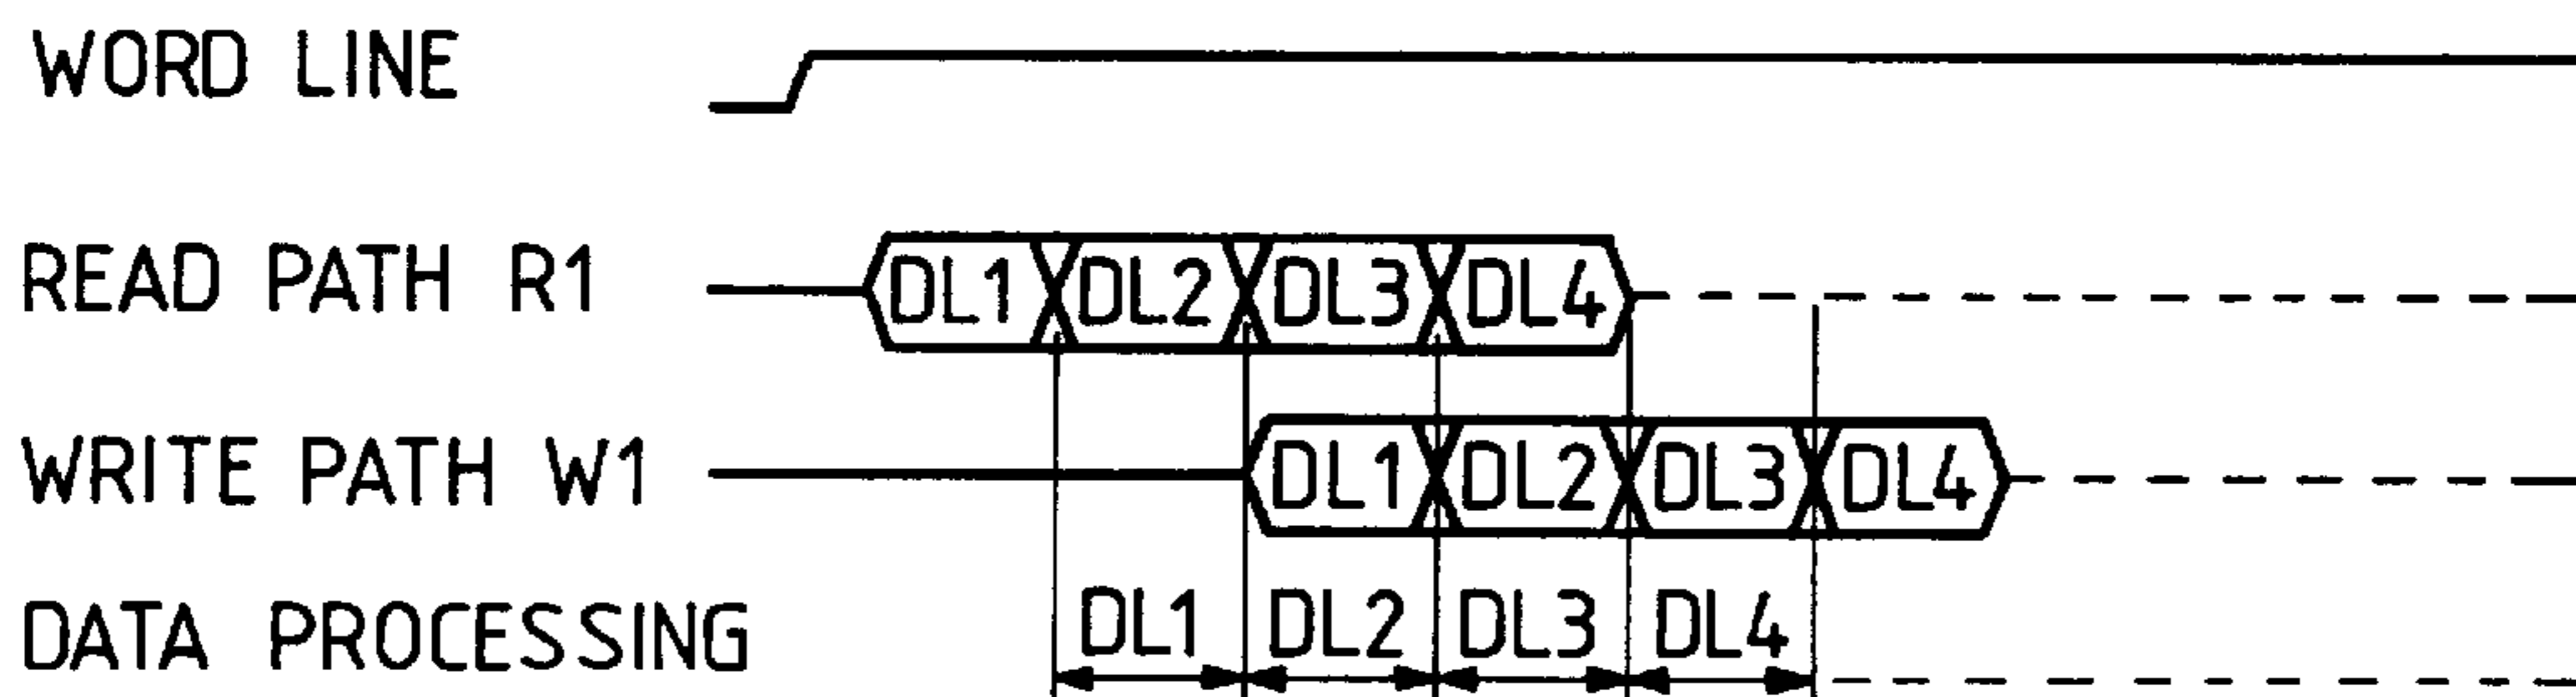 WORD LINE
READ PATH R1 DL1 DL2 DL3 DL4
WRITE PATH W1 DL1 DL2 DL3 DL4
DATA PROCESSING DL1 DL2 DL3 DL4